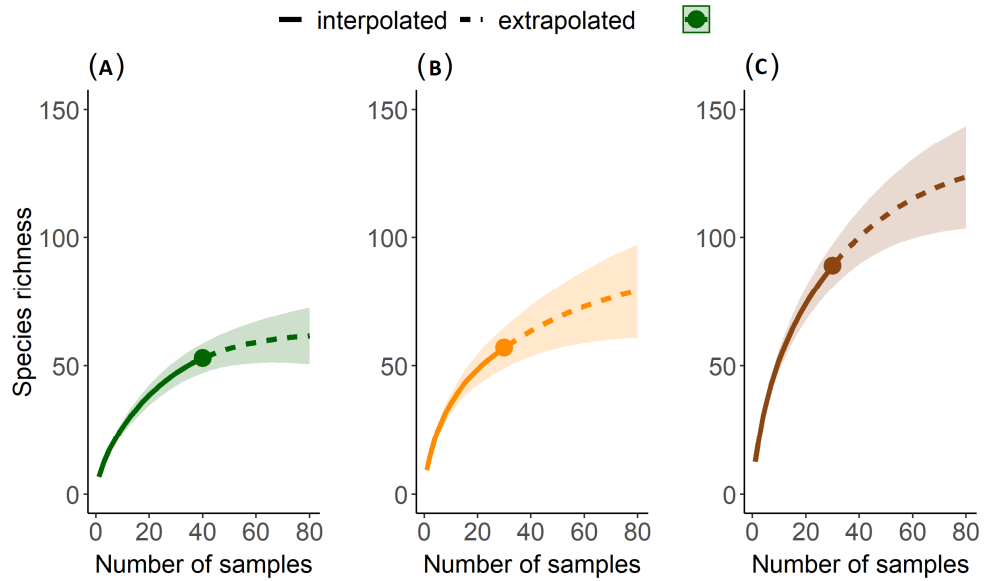 interpolated extrapolated
(A) (B) (C)
Species richness
150 150 150
100 100 100
50 50 50
0 0 0
0 20 40 60 80 0 20 40 60 80 0 20 40 60 80
Number of samples Number of samples Number of samples